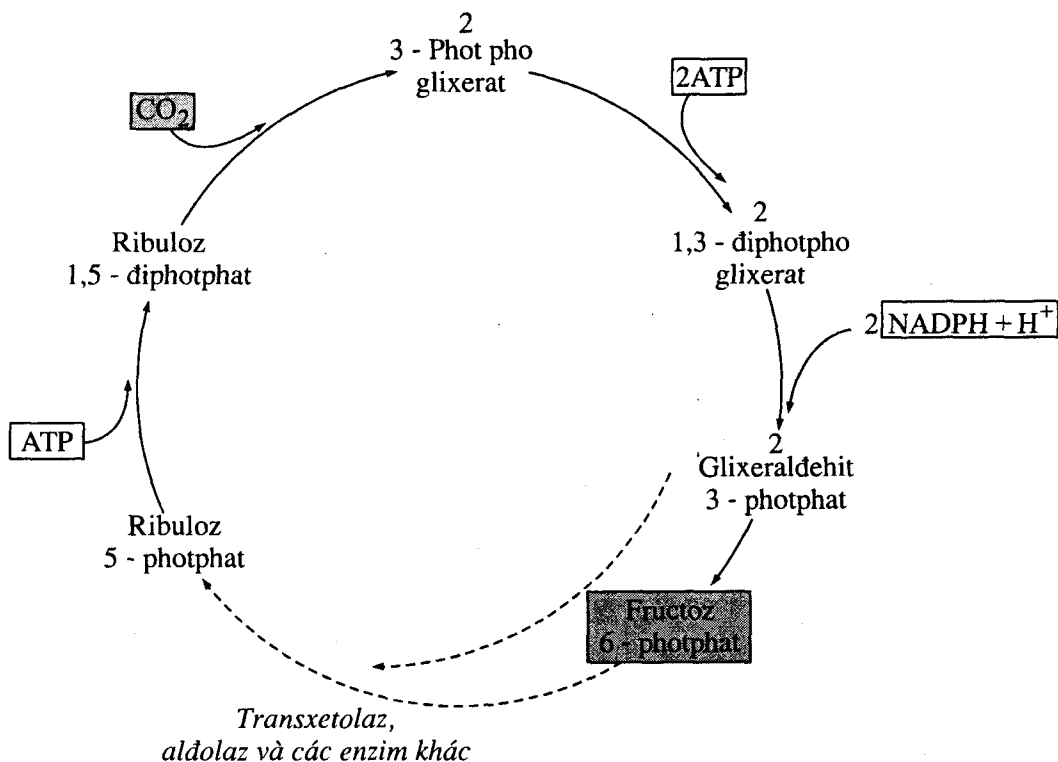 2
3 - Phot pho
glixerat
2ATP
CO2
2
1,3 - điphotpho
glixerat
Ribuloz
1,5 - điphotphat
2 NADPH + H+
ATP
2
Glixeralđehit
3 - photphat
Ribuloz
5 - photphat
Fructoz
6 - photphat
Transxetolaz,
alđolaz và các enzim khác